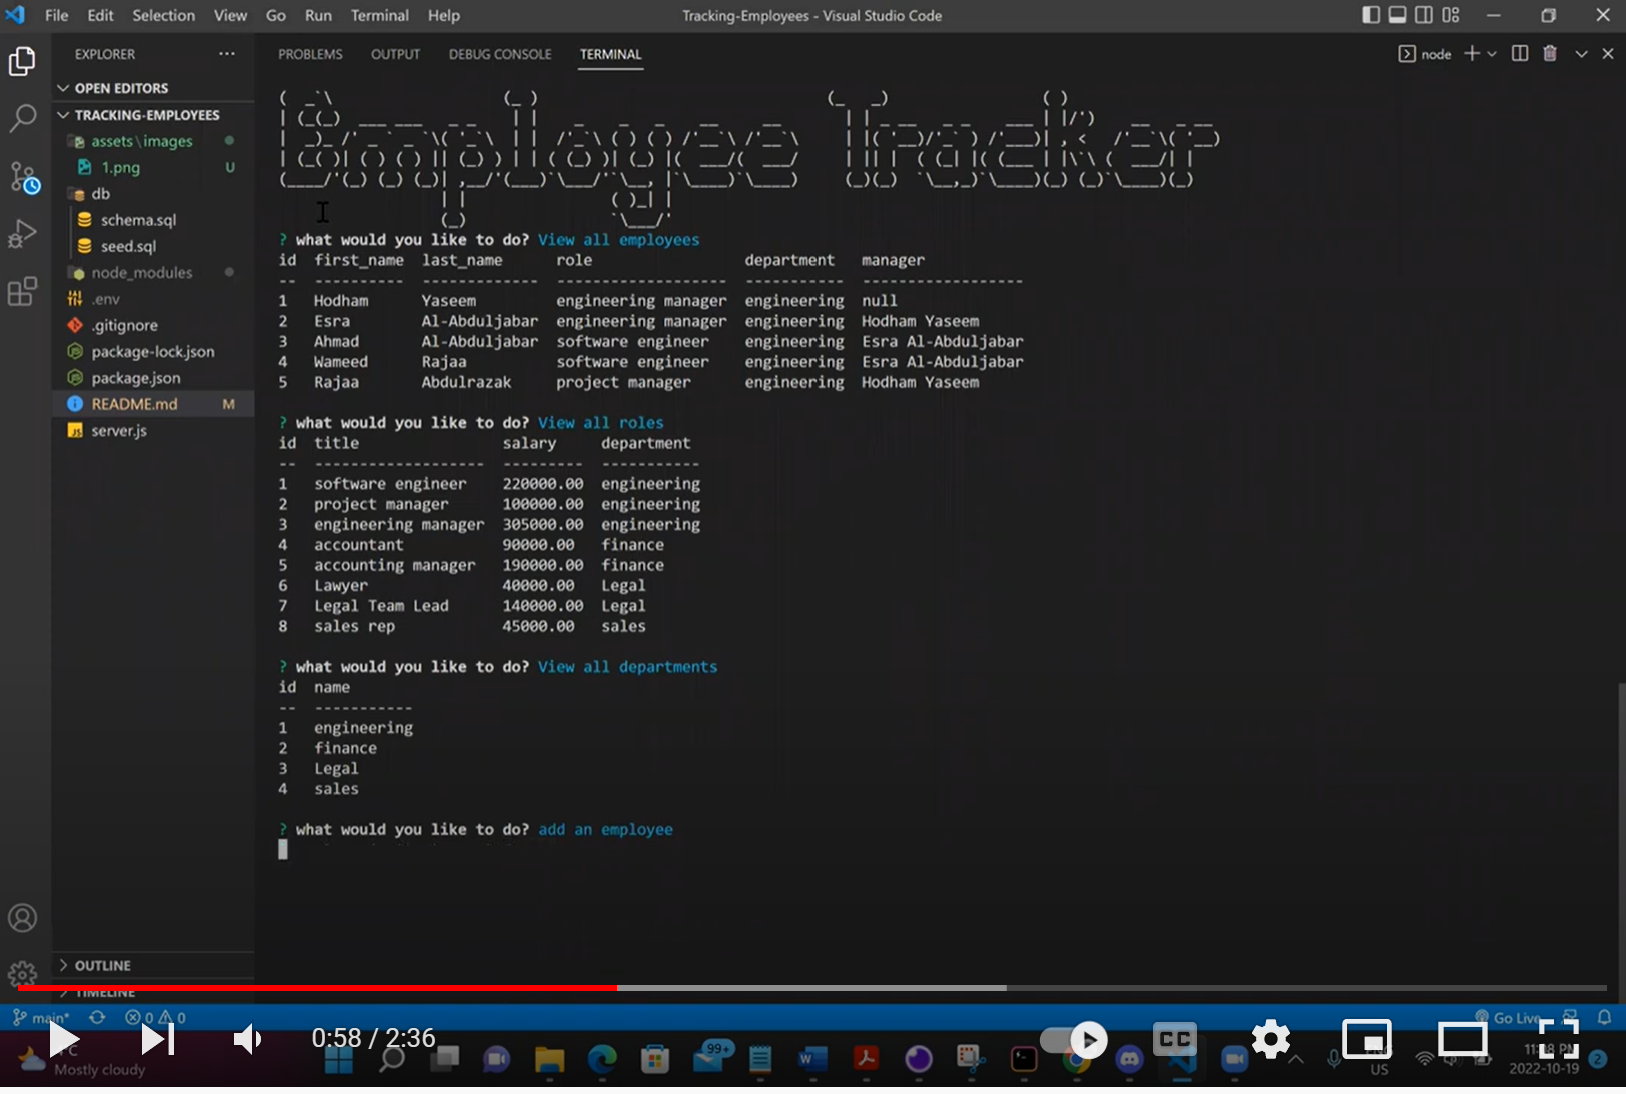 File Edit Selection View Go Run Terminal Help
Tracking-Employees - Visual Studio Code
EXPLORER
OPEN EDITORS
TRACKING-EMPLOYEES
assets\images
1.png U
db
schema.sql
seed.sql
node_modules
.env
.gitignore
package-lock.json
package.json
README.md M
server.js
OUTLINE
TIMELINE
PROBLEMS OUTPUT DEBUG CONSOLE TERMINAL
node
Employee Tracker
? what would you like to do? View all employees
id first_name last_name role department manager
-- ---------- ------------- ------------------- ----------- ------------------
1 Hodham Yaseem engineering manager engineering null
2 Esra Al-Abduljabar engineering manager engineering Hodham Yaseem
3 Ahmad Al-Abduljabar software engineer engineering Esra Al-Abduljabar
4 Wameed Rajaa software engineer engineering Esra Al-Abduljabar
5 Rajaa Abdulrazak project manager engineering Hodham Yaseem
? what would you like to do? View all roles
id title salary department
-- ------------------- --------- -----------
1 software engineer 220000.00 engineering
2 project manager 100000.00 engineering
3 engineering manager 305000.00 engineering
4 accountant 90000.00 finance
5 accounting manager 190000.00 finance
6 Lawyer 40000.00 Legal
7 Legal Team Lead 140000.00 Legal
8 sales rep 45000.00 sales
? what would you like to do? View all departments
id name
-- -----------
1 engineering
2 finance
3 Legal
4 sales
? what would you like to do? add an employee
main* 0 0
Go Live
0:58 / 2:36
CC
°C
Mostly cloudy
99+
US
2022-10-19
2